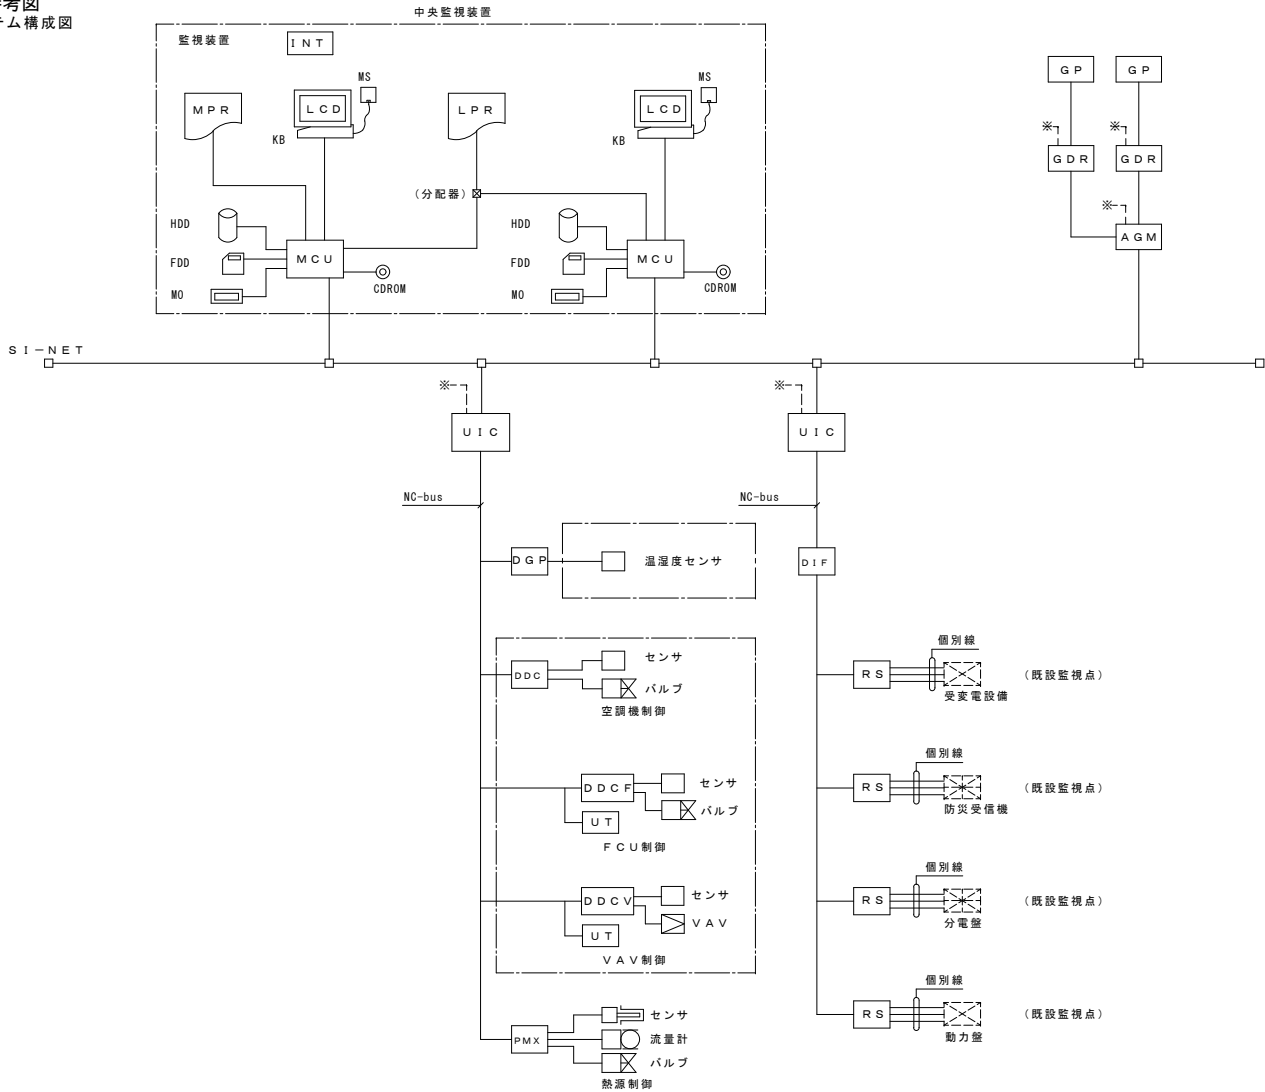 考図
テム構成図
中央監視装置
監視装置
ＩＮＴ
ＭＰＲ
ＬＣＤ
MS
KB
ＬＰＲ
ＬＣＤ
MS
KB
(分配器)
HDD
FDD
MO
ＭＣＵ
CDROM
HDD
FDD
MO
ＭＣＵ
CDROM
ＧＰ
ＧＰ
※
※
ＧＤＲ
ＧＤＲ
※
ＡＧＭ
ＳＩ－ＮＥＴ
※
※
ＵＩＣ
ＵＩＣ
NC-bus
NC-bus
ＤＧＰ
温湿度センサ
ＤＩＦ
ＤＤＣ
センサ
バルブ
空調機制御
ＤＤＣＦ
センサ
バルブ
ＵＴ
ＦＣＵ制御
ＤＤＣＶ
センサ
ＶＡＶ
ＵＴ
ＶＡＶ制御
PMX
センサ
流量計
バルブ
熱源制御
個別線
ＲＳ
(既設監視点)
受変電設備
個別線
ＲＳ
(既設監視点)
防災受信機
個別線
ＲＳ
(既設監視点)
分電盤
個別線
ＲＳ
(既設監視点)
動力盤